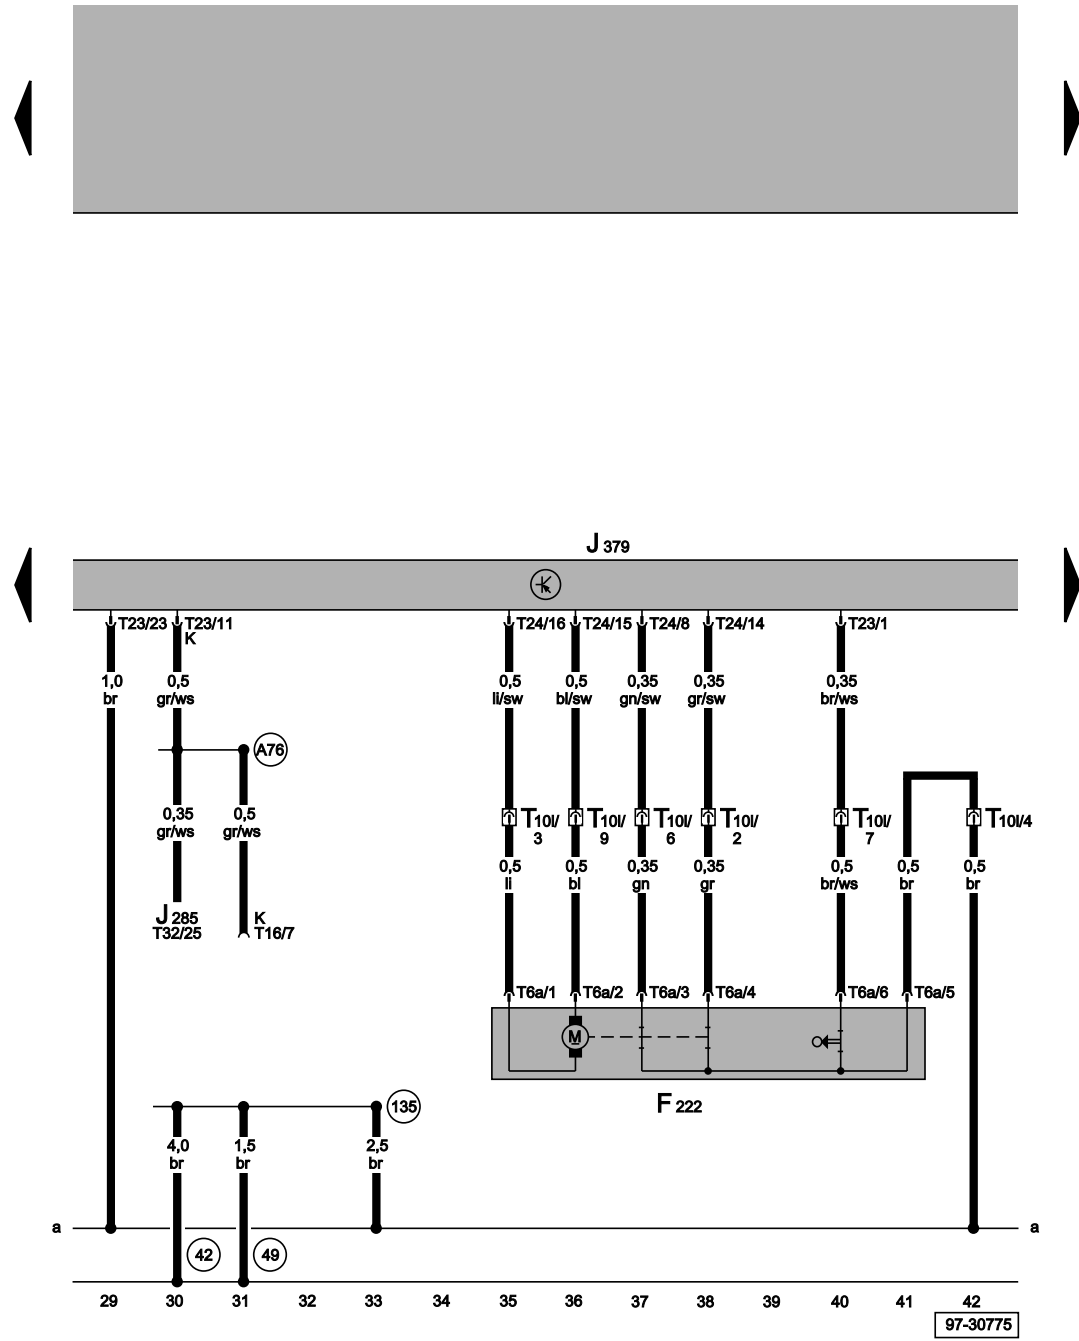 J 379
T23/23 T23/11 T24/16 T24/15 T24/8 T24/14 T23/1
K
1,0 0,5 0,5 0,5 0,35 0,35 0,35
br gr/ws li/sw bl/sw gn/sw gr/sw br/ws
A76
0,35 0,5
gr/ws gr/ws
T10l/ T10l/ T10l/ T10l/ T10l/ T10l/4
3 9 6 2 7
0,5 0,5 0,35 0,35 0,5 0,5 0,5
li bl gn gr br/ws br br
J 285 K
T32/25 T16/7
T6a/1 T6a/2 T6a/3 T6a/4 T6a/6 T6a/5
M
F 222
135
4,0 1,5 2,5
br br br
a a
42 49
29 30 31 32 33 34 35 36 37 38 39 40 41 42
97-30775